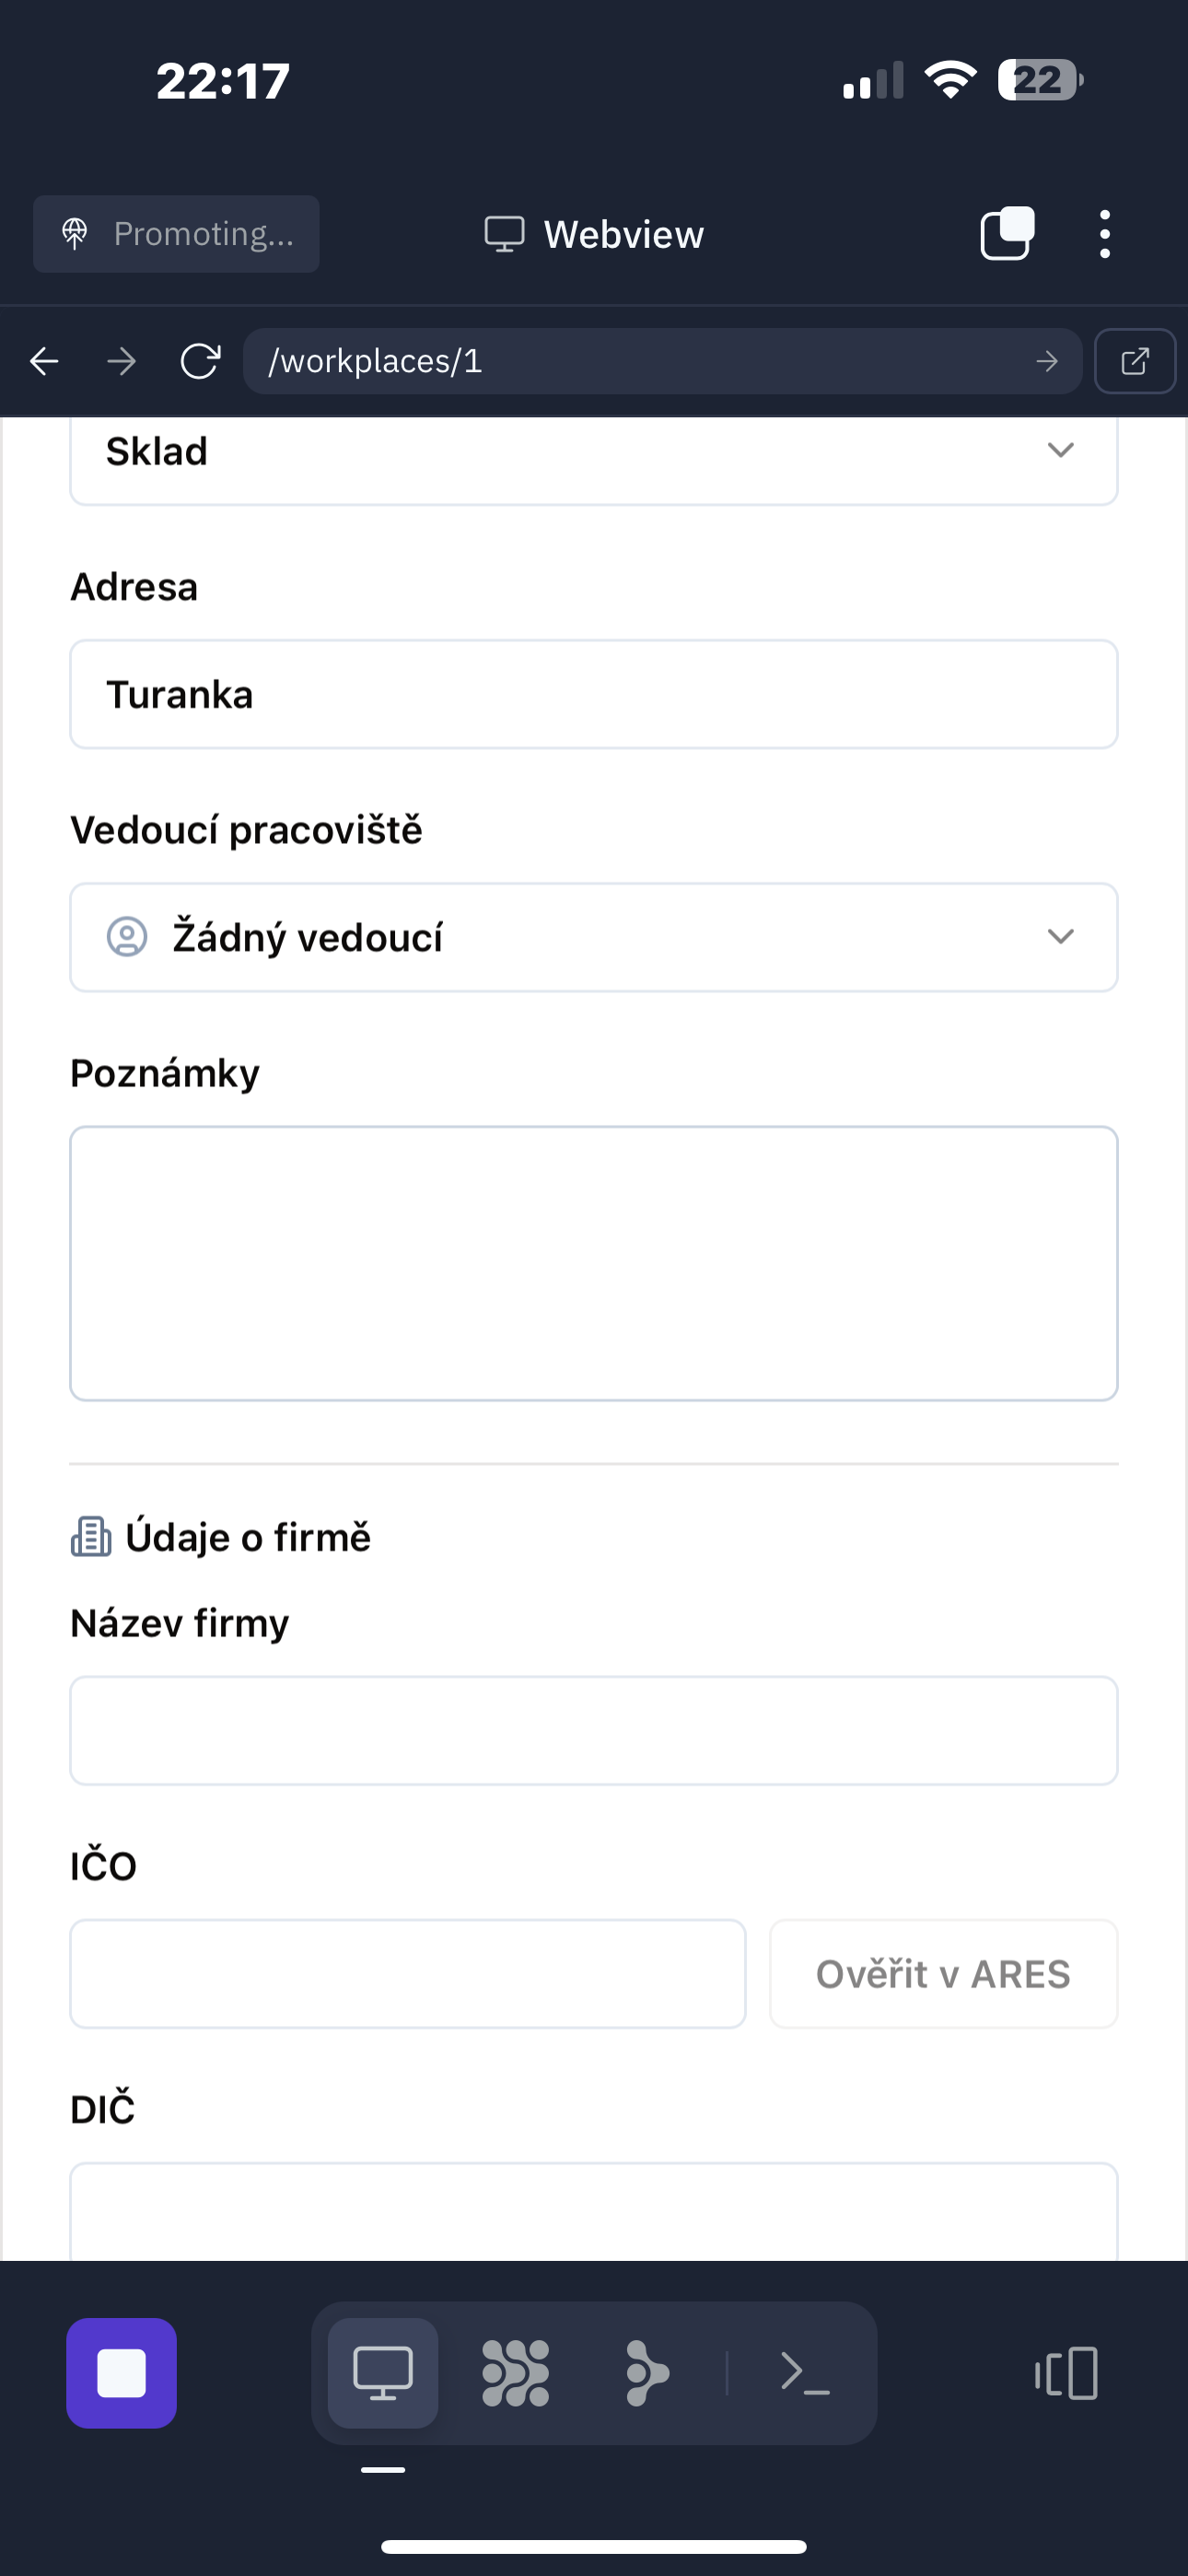 22:17
22
Promoting...
Webview
/workplaces/1
Sklad
Adresa
Turanka
Vedoucí pracoviště
Žádný vedoucí
Poznámky
Údaje o firmě
Název firmy
IČO
Ověřit v ARES
DIČ